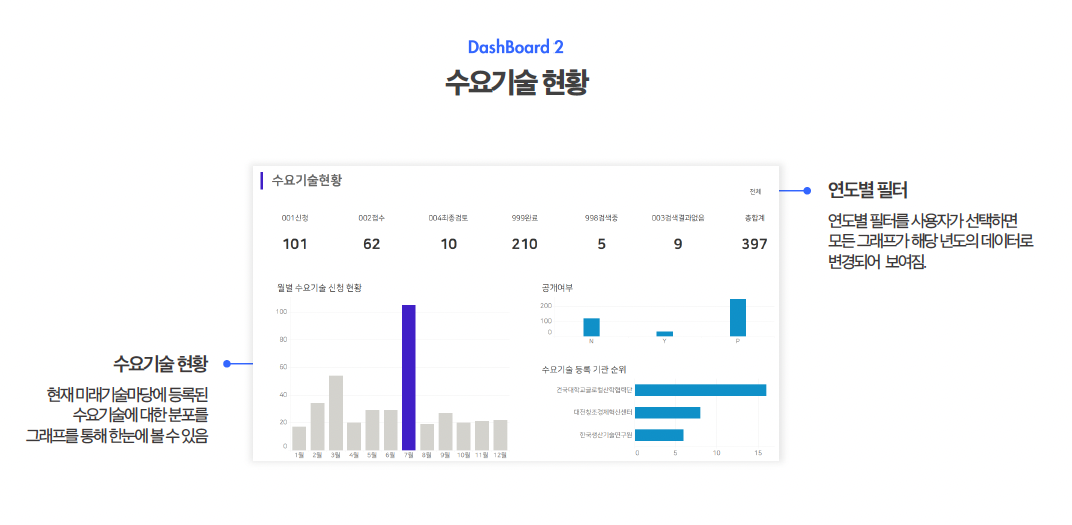 DashBoard 2
수요기술 현황
수요기술현황
전체
001신청 002접수 004최종검토 999완료 998검색중 003검색결과없음 총합계
101 62 10 210 5 9 397
월별 수요기술 신청 현황
100
80
60
40
20
0
1월 2월 3월 4월 5월 6월 7월 8월 9월 10월 11월 12월
공개여부
200
100
0
N Y P
수요기술 등록 기관 순위
건국대학교글로컬산학협력단
대전창조경제혁신센터
한국생산기술연구원
0 5 10 15
연도별 필터
연도별 필터를 사용자가 선택하면
모든 그래프가 해당 년도의 데이터로
변경되어 보여짐.
수요기술 현황
현재 미래기술마당에 등록된
수요기술에 대한 분포를
그래프를 통해 한눈에 볼 수 있음